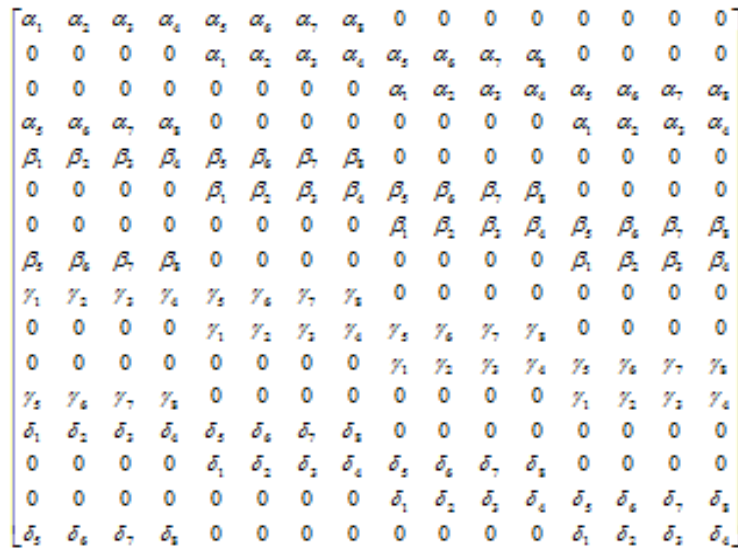 α₁ α₂ α₃ α₄ α₅ α₆ α₇ α₈ 0 0 0 0 0 0 0 0
0 0 0 0 α₁ α₂ α₃ α₄ α₅ α₆ α₇ α₈ 0 0 0 0
0 0 0 0 0 0 0 0 α₁ α₂ α₃ α₄ α₅ α₆ α₇ α₈
α₅ α₆ α₇ α₈ 0 0 0 0 0 0 0 0 α₁ α₂ α₃ α₄
β₁ β₂ β₃ β₄ β₅ β₆ β₇ β₈ 0 0 0 0 0 0 0 0
0 0 0 0 β₁ β₂ β₃ β₄ β₅ β₆ β₇ β₈ 0 0 0 0
0 0 0 0 0 0 0 0 β₁ β₂ β₃ β₄ β₅ β₆ β₇ β₈
β₅ β₆ β₇ β₈ 0 0 0 0 0 0 0 0 β₁ β₂ β₃ β₄
γ₁ γ₂ γ₃ γ₄ γ₅ γ₆ γ₇ γ₈ 0 0 0 0 0 0 0 0
0 0 0 0 γ₁ γ₂ γ₃ γ₄ γ₅ γ₆ γ₇ γ₈ 0 0 0 0
0 0 0 0 0 0 0 0 γ₁ γ₂ γ₃ γ₄ γ₅ γ₆ γ₇ γ₈
γ₅ γ₆ γ₇ γ₈ 0 0 0 0 0 0 0 0 γ₁ γ₂ γ₃ γ₄
δ₁ δ₂ δ₃ δ₄ δ₅ δ₆ δ₇ δ₈ 0 0 0 0 0 0 0 0
0 0 0 0 δ₁ δ₂ δ₃ δ₄ δ₅ δ₆ δ₇ δ₈ 0 0 0 0
0 0 0 0 0 0 0 0 δ₁ δ₂ δ₃ δ₄ δ₅ δ₆ δ₇ δ₈
δ₅ δ₆ δ₇ δ₈ 0 0 0 0 0 0 0 0 δ₁ δ₂ δ₃ δ₄